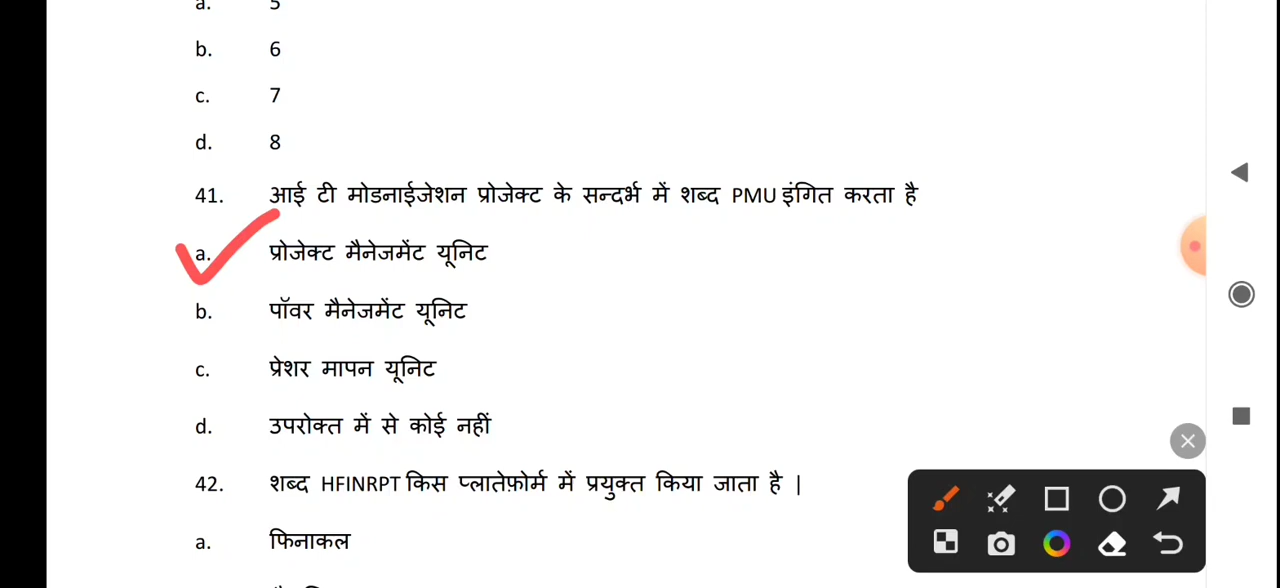 a. 5
b. 6
c. 7
d. 8
41. आई टी मोडनाईजेशन प्रोजेक्ट के सन्दर्भ में शब्द PMU इंगित करता है
a. प्रोजेक्ट मैनेजमेंट यूनिट
b. पॉवर मैनेजमेंट यूनिट
c. प्रेशर मापन यूनिट
d. उपरोक्त में से कोई नहीं
42. शब्द HFINRPT किस प्लातेफ़ोर्म में प्रयुक्त किया जाता है |
a. फिनाकल